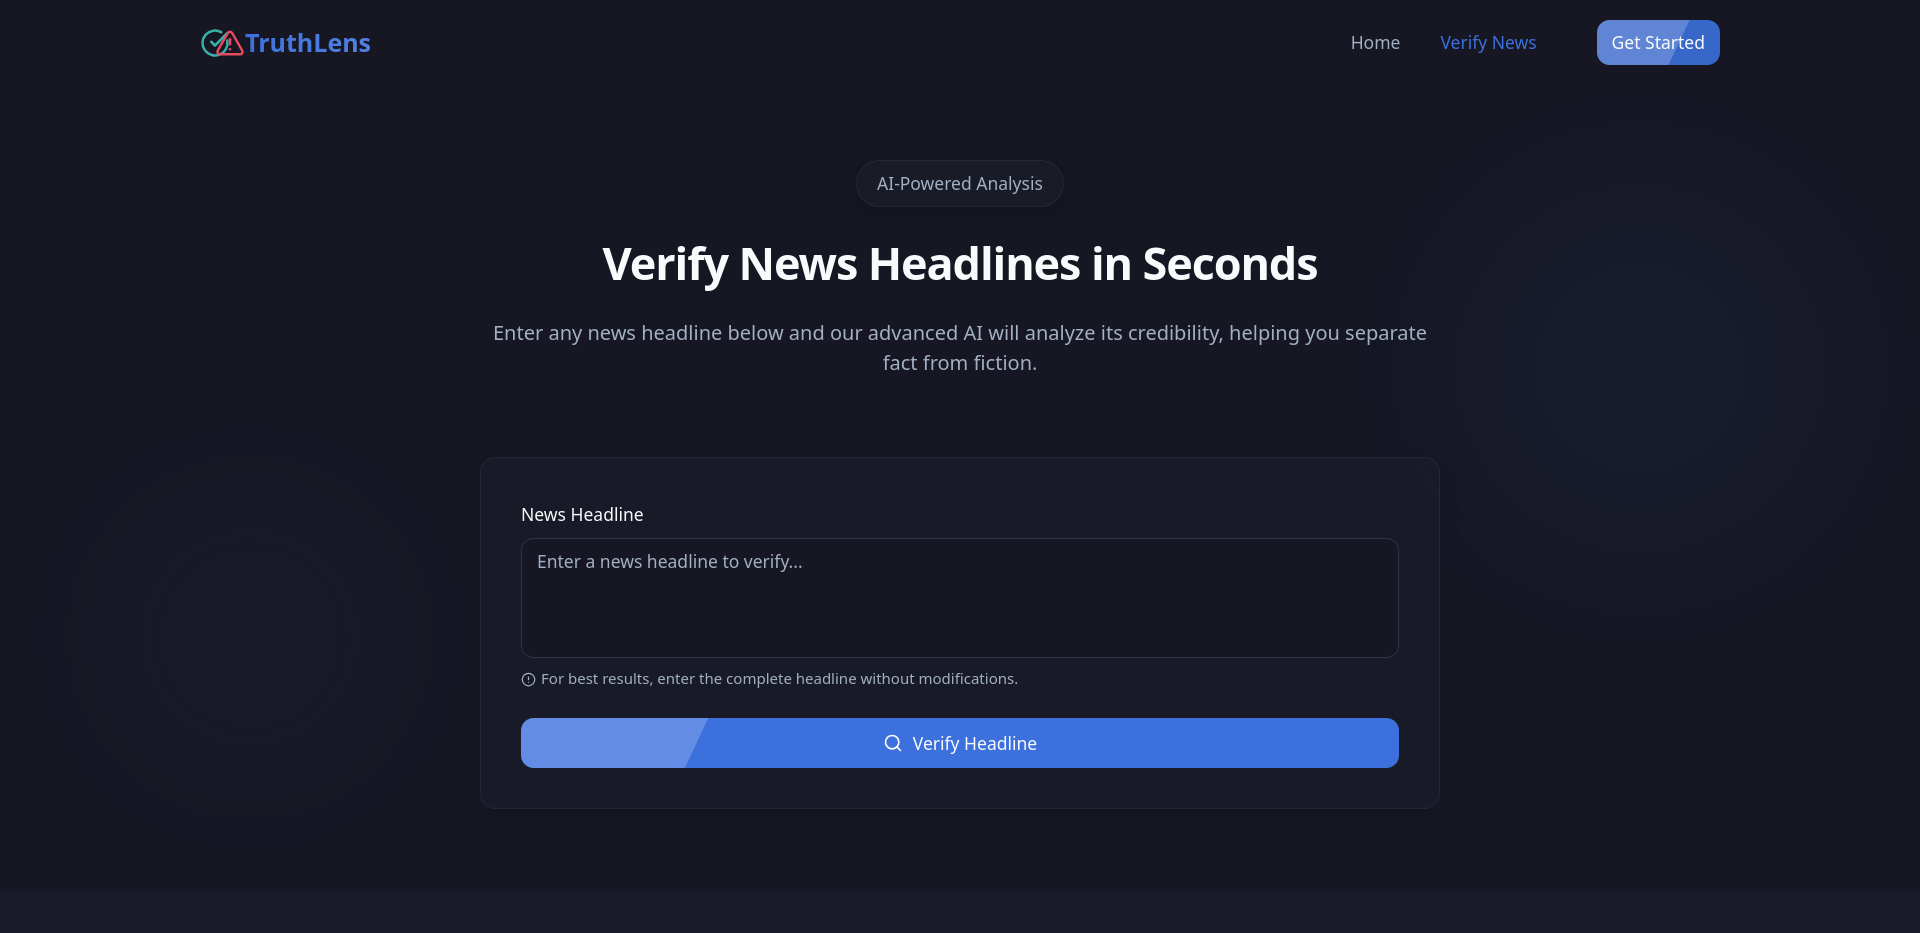 TruthLens
Home
Verify News
Get Started
AI-Powered Analysis
Verify News Headlines in Seconds
Enter any news headline below and our advanced AI will analyze its credibility, helping you separate
fact from fiction.
News Headline
Enter a news headline to verify...
For best results, enter the complete headline without modifications.
Verify Headline